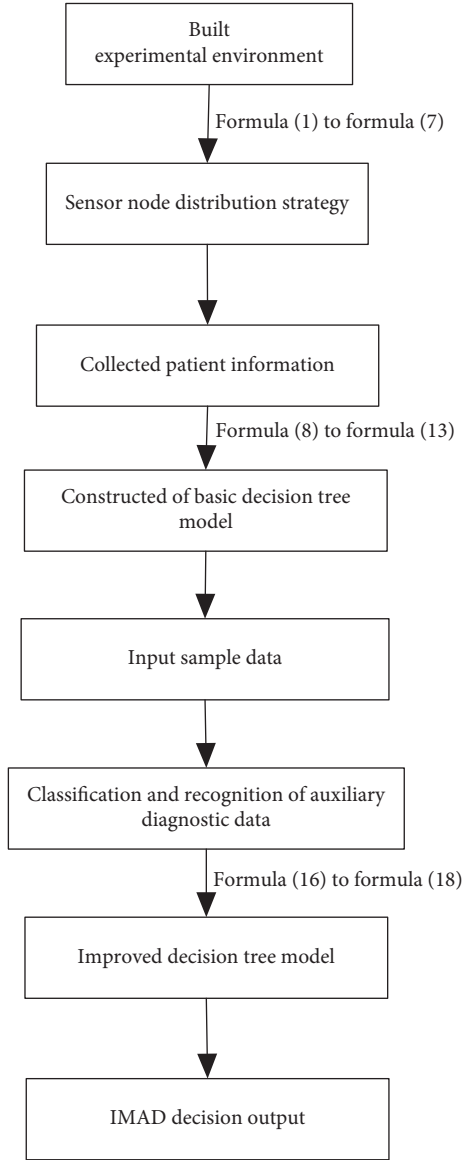 Built
experimental environment
Formula (1) to formula (7)
Sensor node distribution strategy
Collected patient information
Formula (8) to formula (13)
Constructed of basic decision tree
model
Input sample data
Classification and recognition of auxiliary
diagnostic data
Formula (16) to formula (18)
Improved decision tree model
IMAD decision output